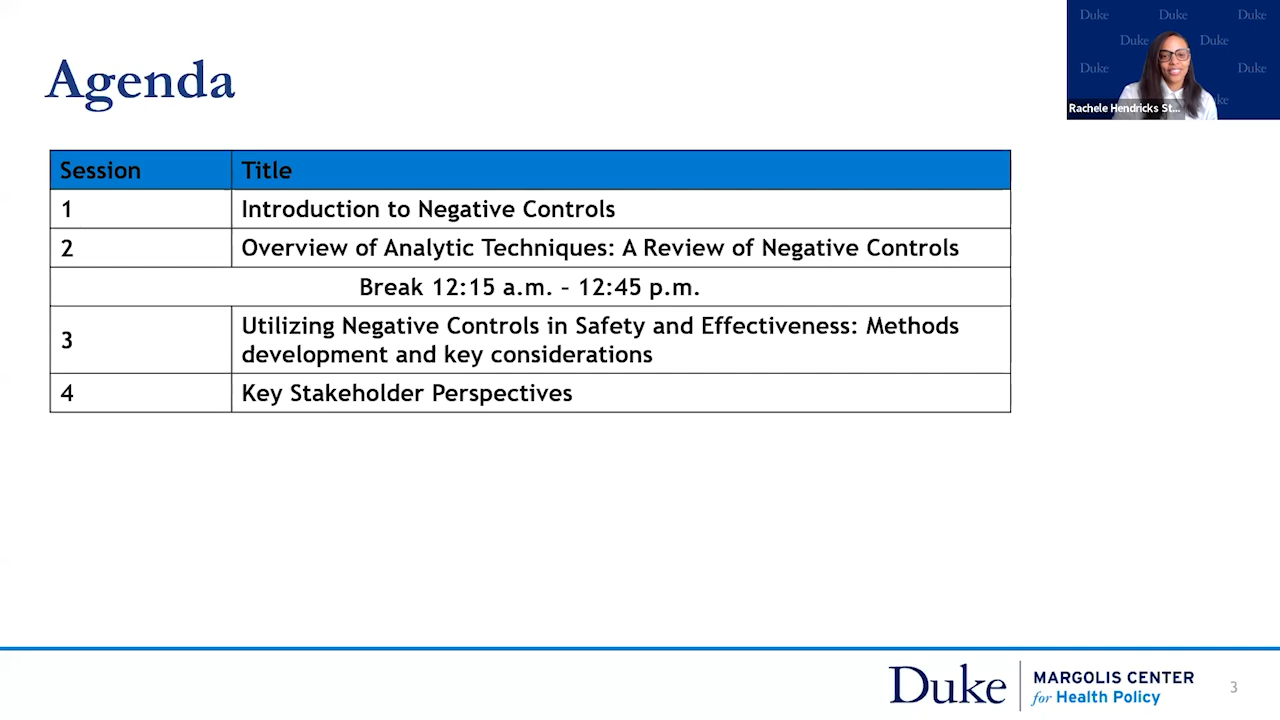 Agenda
Duke Duke Duke
Duke Duke
Duke Duke
Rachele Hendricks St...
Session Title
1 Introduction to Negative Controls
2 Overview of Analytic Techniques: A Review of Negative Controls
Break 12:15 a.m. – 12:45 p.m.
3 Utilizing Negative Controls in Safety and Effectiveness: Methods
development and key considerations
4 Key Stakeholder Perspectives
Duke MARGOLIS CENTER
for Health Policy
3